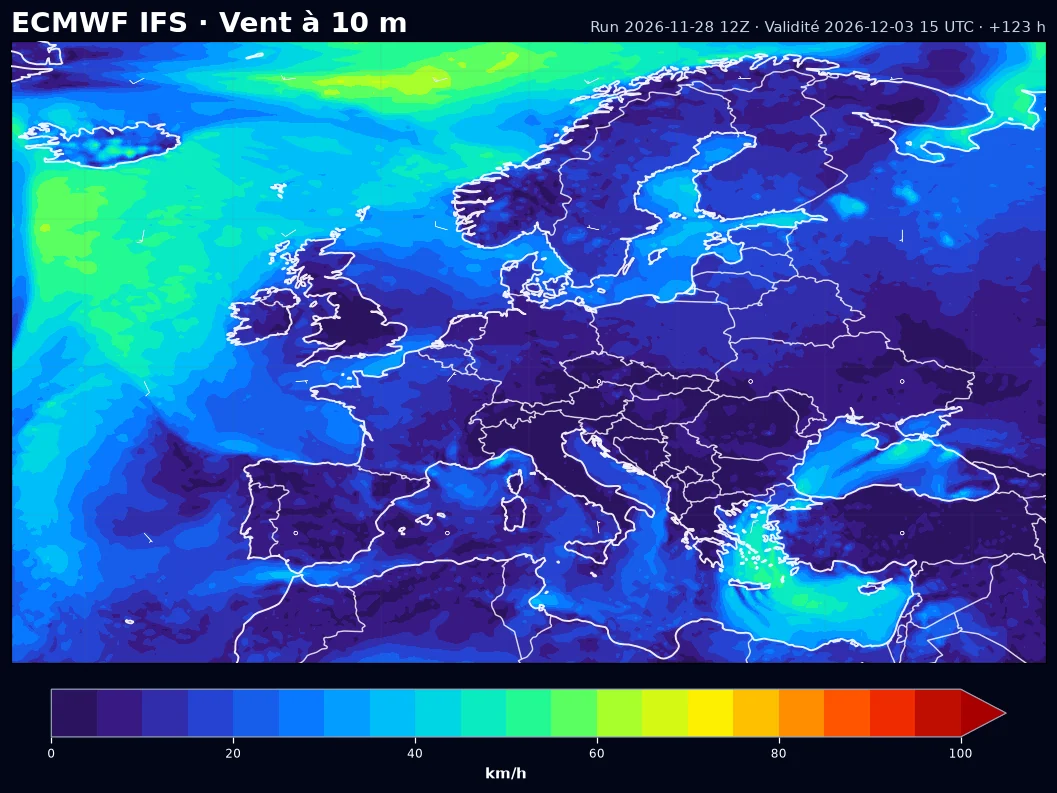 ECMWF IFS · Vent à 10 m
Run 2026-11-28 12Z · Validité 2026-12-03 15 UTC · +123 h
0 20 40 60 80 100
km/h